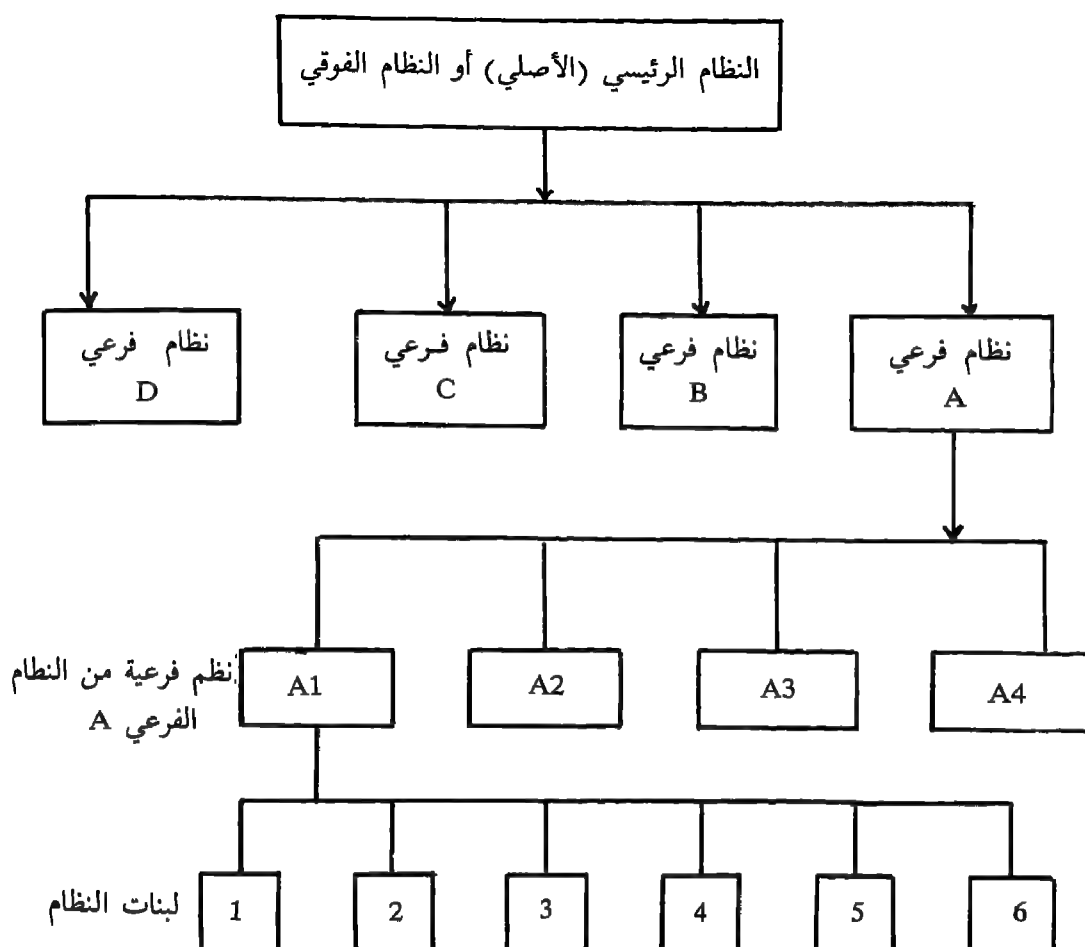 النظام الرئيسي (الأصلي) أو النظام الفوقي
نظام فرعي
A
نظام فرعي
B
نظام فرعي
C
نظام فرعي
D
نظم فرعية من النطام
الفرعي A
A1
A2
A3
A4
لبنات النظام
1
2
3
4
5
6